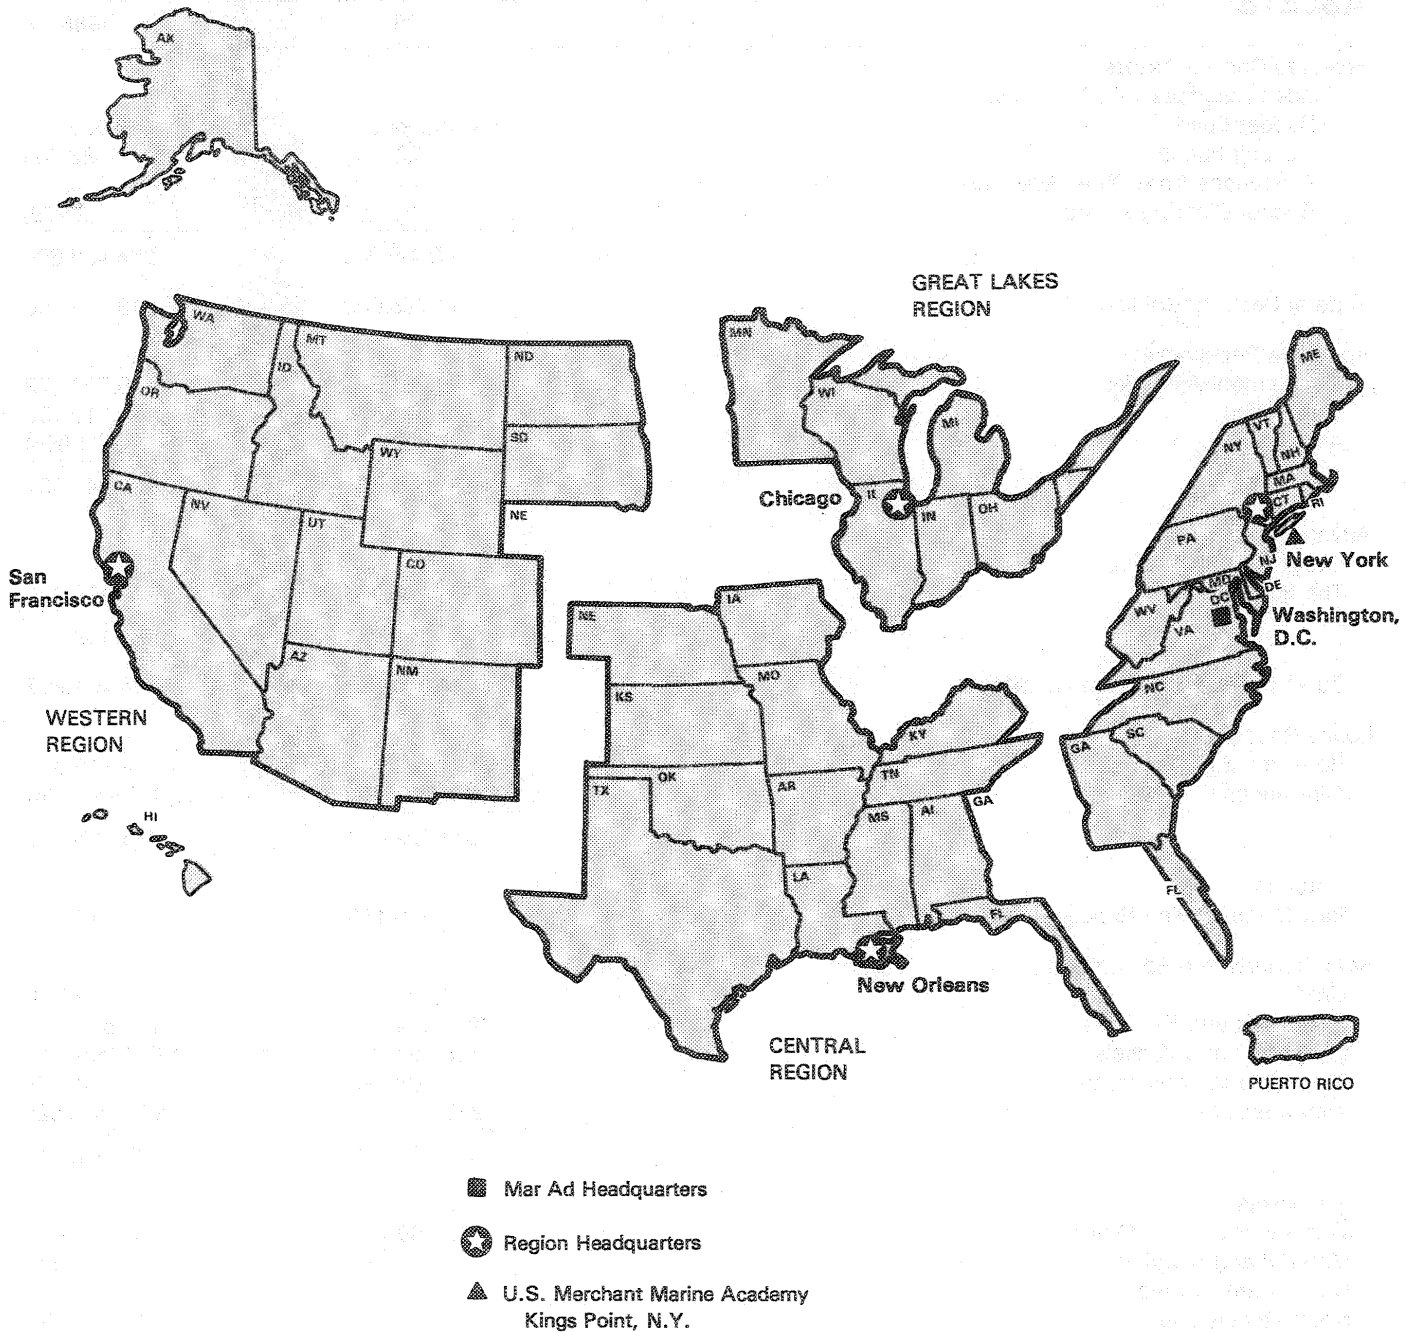 AK
GREAT LAKES
REGION
WA
MT
ND
MN
ME
ID
OR
WI
MI
VT
NY
NH
SD
WY
MA
CA
NV
UT
NE
Chicago
IL
IN
OH
CT
RI
PA
CO
NJ
New York
San
Francisco
MD
DE
DC
WV
VA
Washington,
D.C.
NE
IA
AZ
NM
KS
MO
NC
WESTERN
REGION
KY
GA
SC
TN
OK
TX
AR
GA
MS
Al
HI
LA
FL
FL
New Orleans
CENTRAL
REGION
PUERTO RICO
Mar Ad Headquarters
Region Headquarters
U.S. Merchant Marine Academy
Kings Point, N.Y.